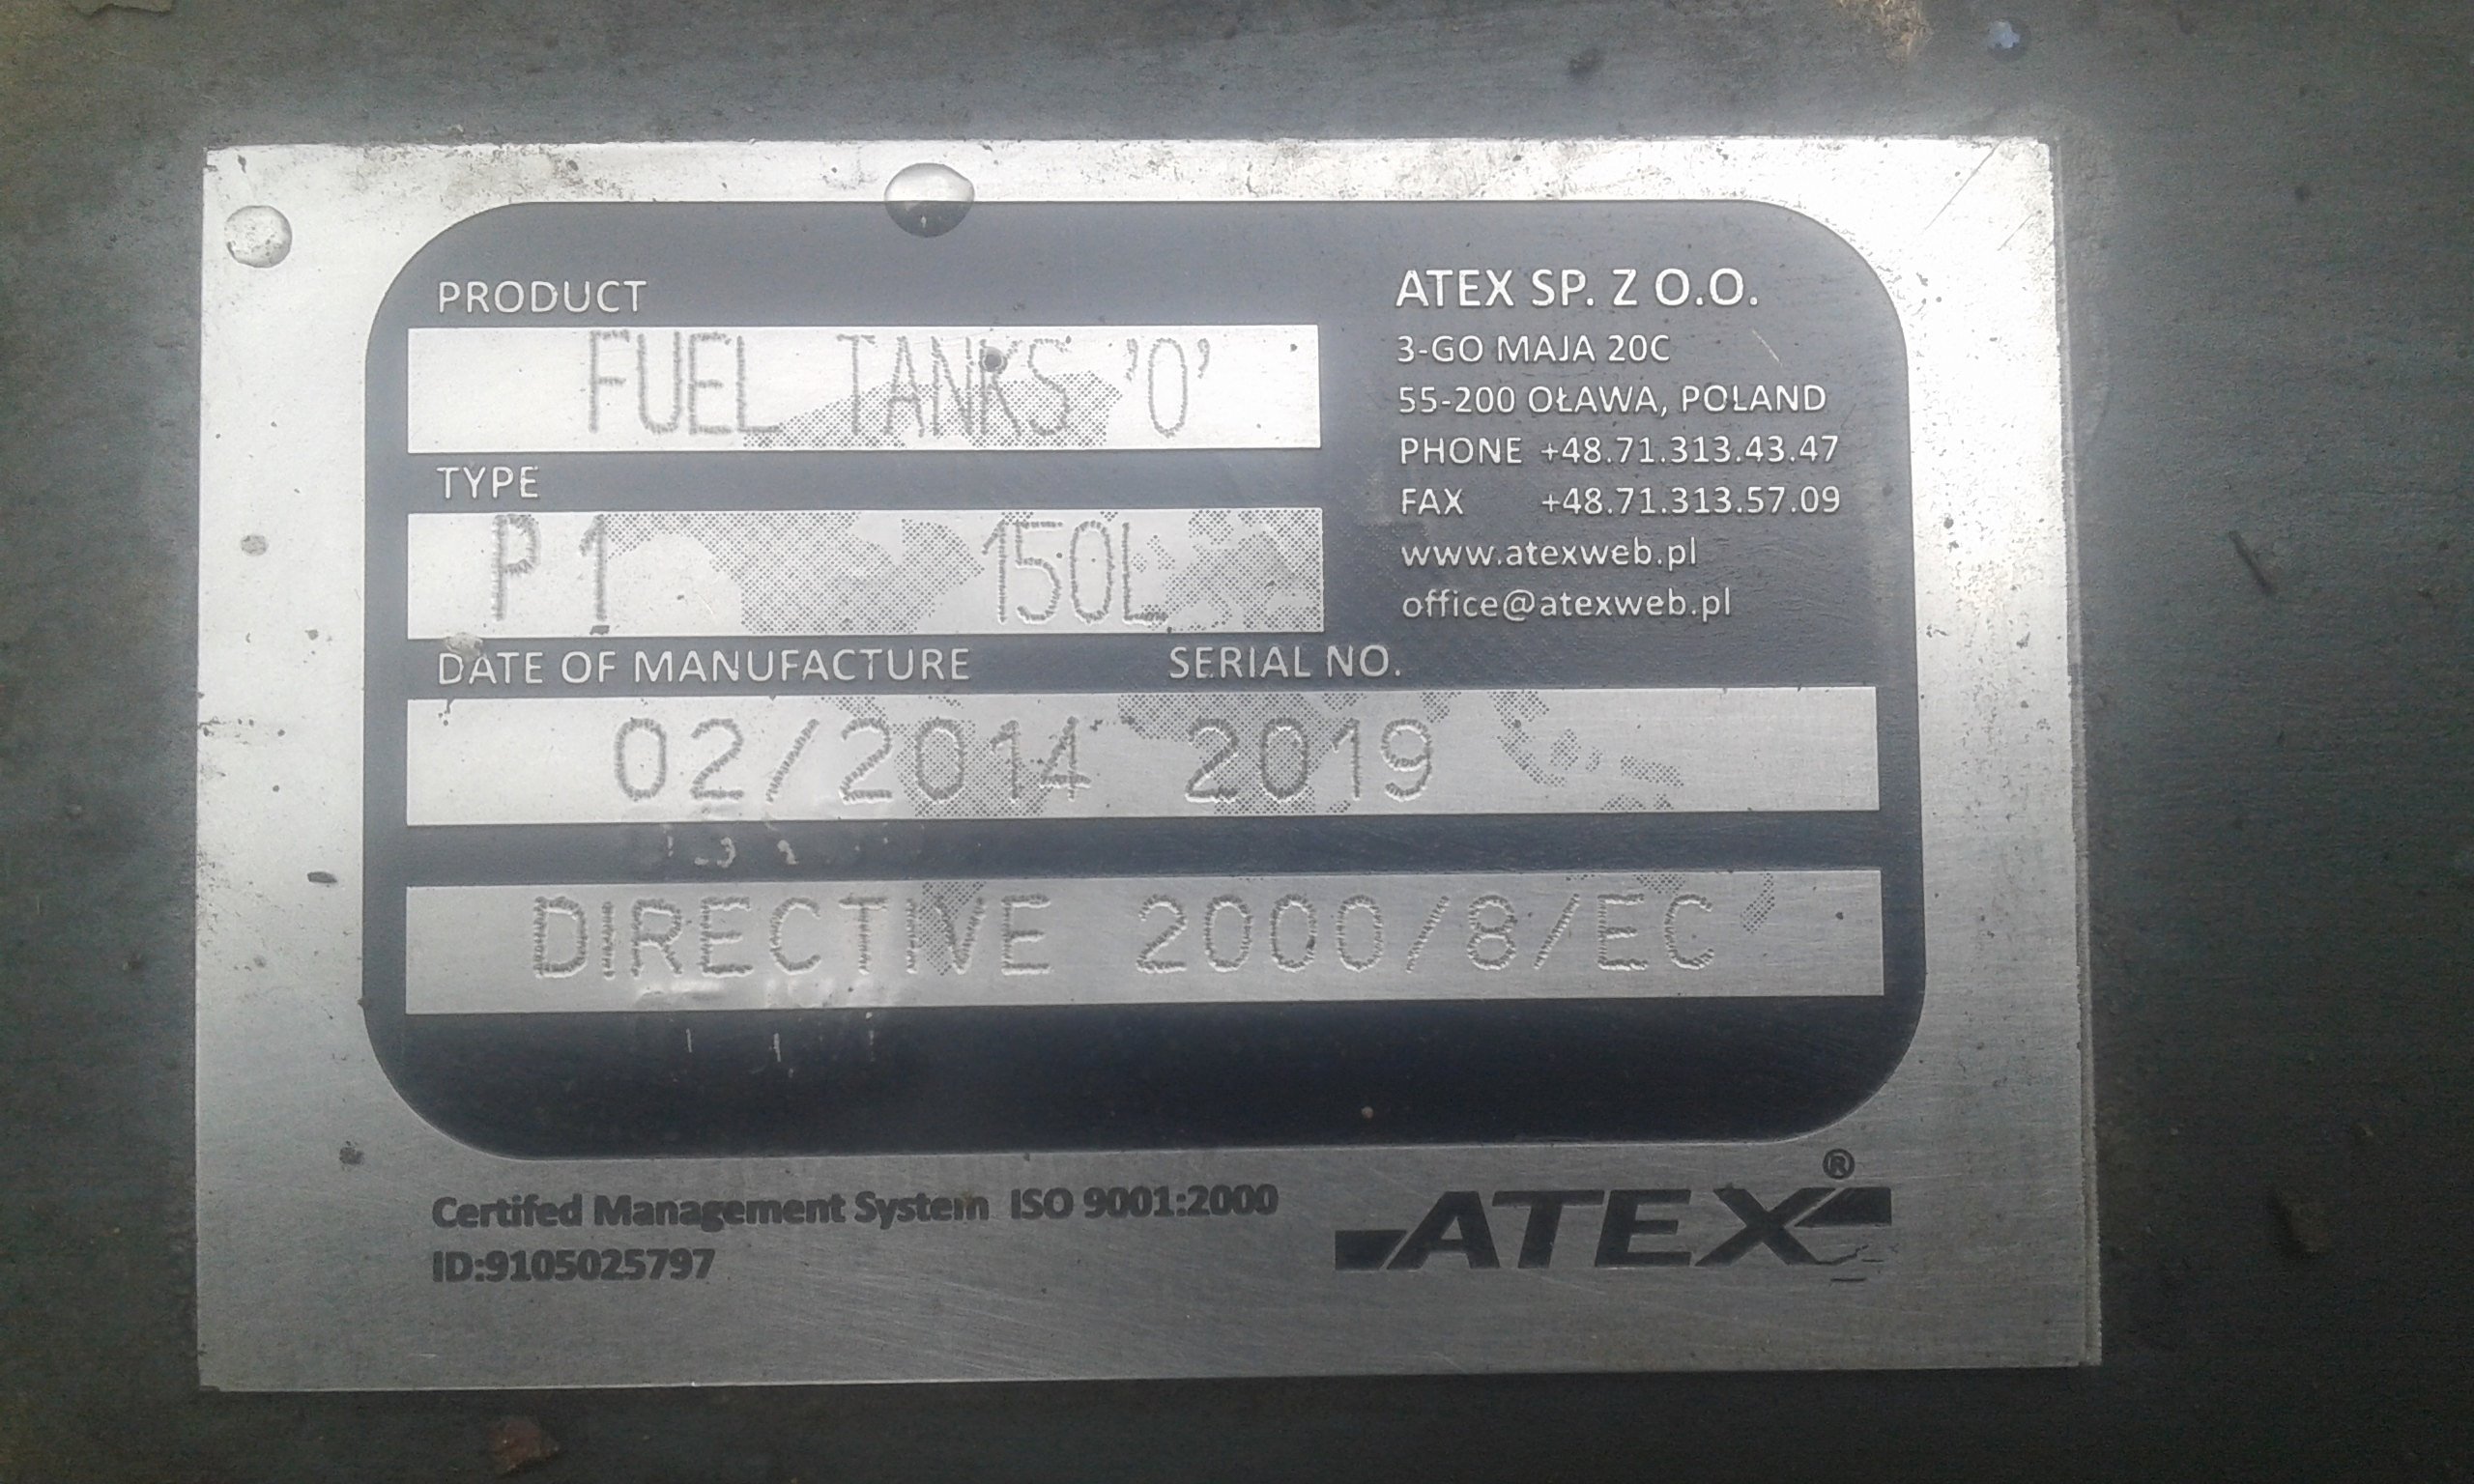 PRODUCT
FUEL TANKS '0'
TYPE
P1 150L
DATE OF MANUFACTURE SERIAL NO.
02/2014 2019
DIRECTIVE 2000/8/EC
ATEX SP. Z O.O.
3-GO MAJA 20C
55-200 OŁAWA, POLAND
PHONE +48.71.313.43.47
FAX +48.71.313.57.09
www.atexweb.pl
office@atexweb.pl
Certifed Management System ISO 9001:2000
ID:9105025797
ATEX®